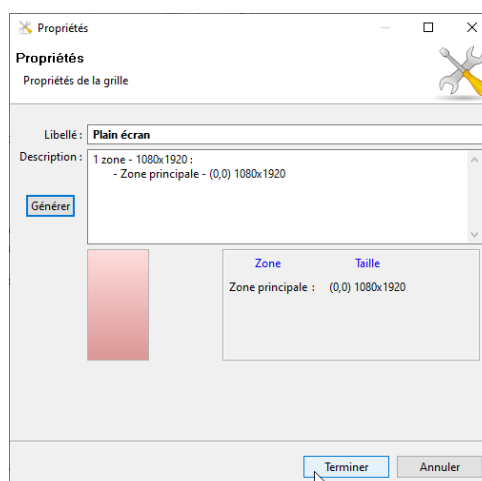 Propriétés
Propriétés
Propriétés de la grille
Libellé : Plain écran
Description : 1 zone - 1080x1920 :
- Zone principale - (0,0) 1080x1920
Générer
Zone Taille
Zone principale : (0,0) 1080x1920
Terminer Annuler